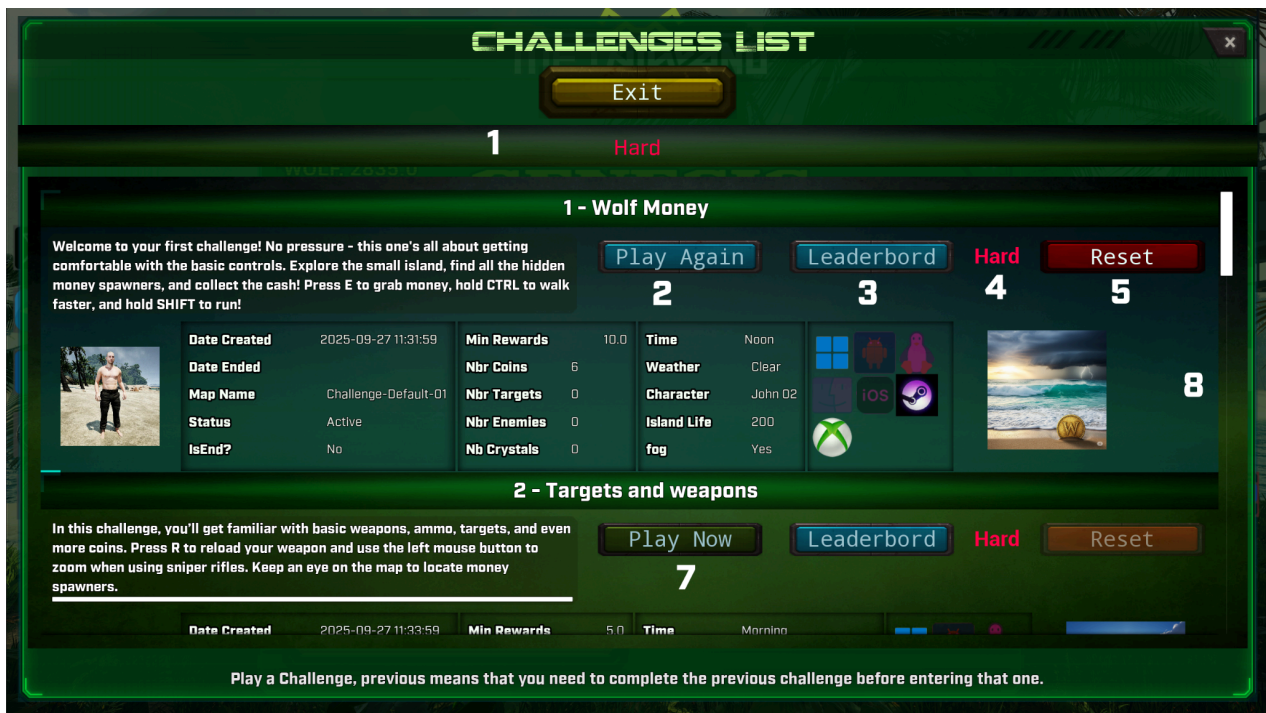 CHALLENGES LIST
x
Exit
1
Hard
WOLF: 2835.0
GENESIS
1 - Wolf Money
Welcome to your first challenge! No pressure - this one's all about getting
comfortable with the basic controls. Explore the small island, find all the hidden
money spawners, and collect the cash! Press E to grab money, hold CTRL to walk
faster, and hold SHIFT to run!
Play Again
Leaderbord
Hard
Reset
2
3
4
5
Date Created 2025-09-27 11:31:59
Date Ended
Map Name Challenge-Default-01
Status Active
IsEnd? No
Min Rewards 10.0
Nbr Coins 6
Nbr Targets 0
Nbr Enemies 0
Nb Crystals 0
Time Noon
Weather Clear
Character John 02
Island Life 200
fog Yes
iOS
W
8
2 - Targets and weapons
In this challenge, you'll get familiar with basic weapons, ammo, targets, and even
more coins. Press R to reload your weapon and use the left mouse button to
zoom when using sniper rifles. Keep an eye on the map to locate money
spawners.
Play Now
Leaderbord
Hard
Reset
7
Date Created 2025-09-27 11:33:59
Min Rewards 5.0
Time Morning
Play a Challenge, previous means that you need to complete the previous challenge before entering that one.